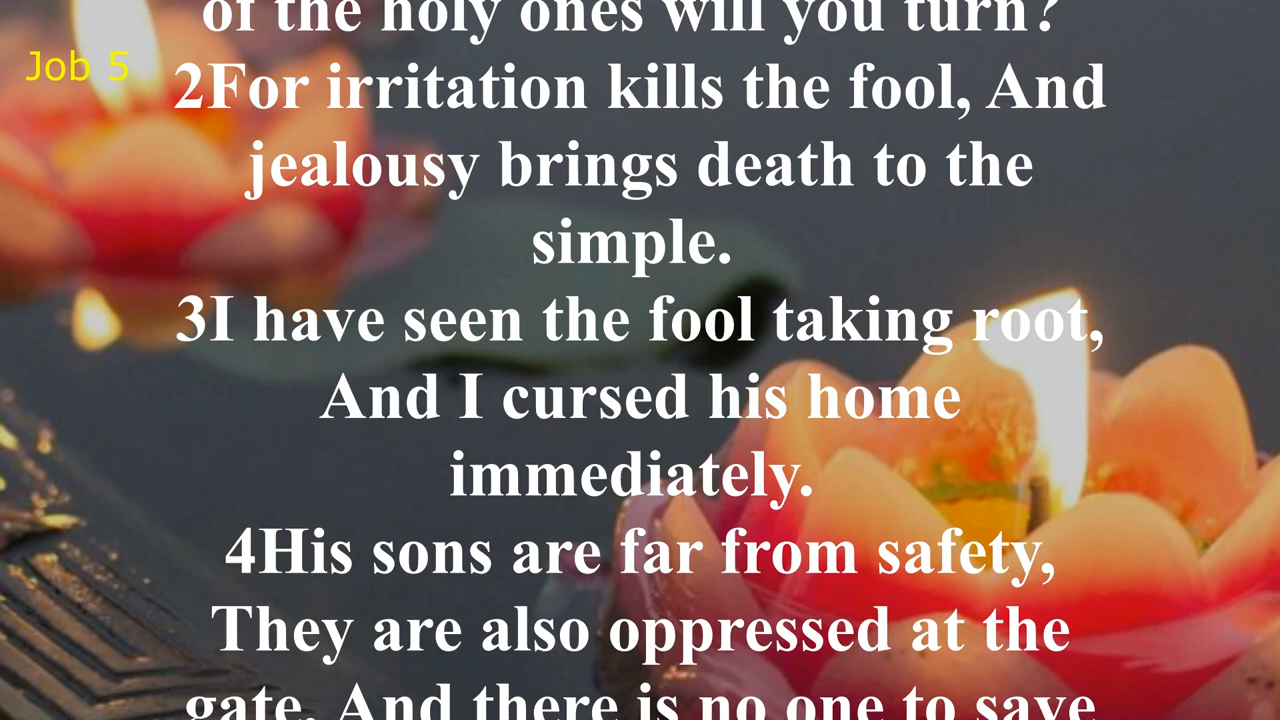 of the holy ones will you turn?
Job 5
2For irritation kills the fool, And
jealousy brings death to the
simple.
3I have seen the fool taking root,
And I cursed his home
immediately.
4His sons are far from safety,
They are also oppressed at the
gate, And there is no one to save